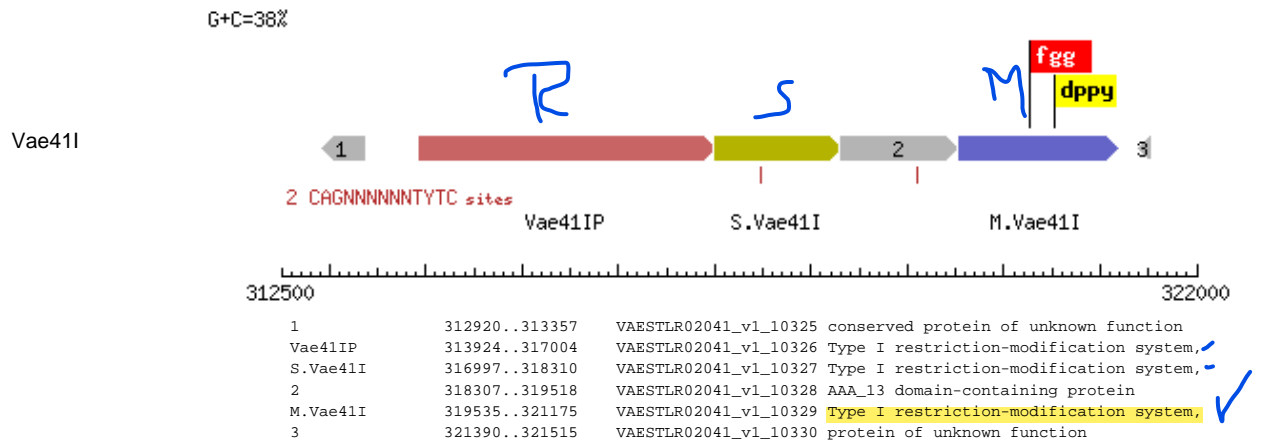 G+C=38%
R S M
fgg
dppy
Vae41I
1 2 3
2 CAGNNNNNNTYTC sites
Vae41IP S.Vae41I M.Vae41I
312500 322000
1 312920..313357 VAESTLR02041_v1_10325 conserved protein of unknown function
Vae41IP 313924..317004 VAESTLR02041_v1_10326 Type I restriction-modification system,
S.Vae41I 316997..318310 VAESTLR02041_v1_10327 Type I restriction-modification system,
2 318307..319518 VAESTLR02041_v1_10328 AAA_13 domain-containing protein
M.Vae41I 319535..321175 VAESTLR02041_v1_10329 Type I restriction-modification system,
3 321390..321515 VAESTLR02041_v1_10330 protein of unknown function